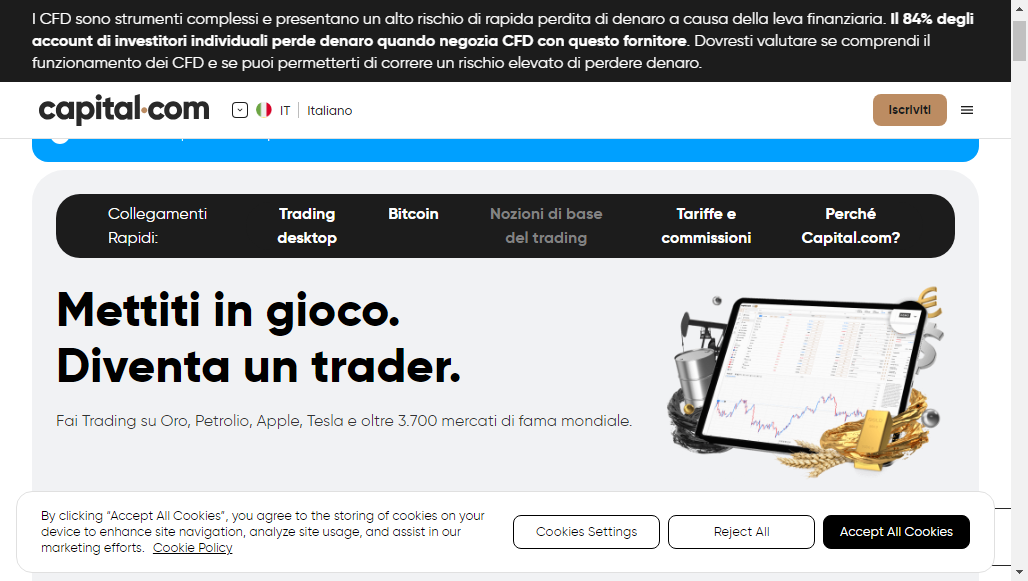 I CFD sono strumenti complessi e presentano un alto rischio di rapida perdita di denaro a causa della leva finanziaria. Il 84% degli
account di investitori individuali perde denaro quando negozia CFD con questo fornitore. Dovresti valutare se comprendi il
funzionamento dei CFD e se puoi permetterti di correre un rischio elevato di perdere denaro.
capital.com
IT
Italiano
Iscriviti
Collegamenti
Rapidi:
Trading
desktop
Bitcoin
Nozioni di base
del trading
Tariffe e
commissioni
Perché
Capital.com?
Mettiti in gioco.
Diventa un trader.
Fai Trading su Oro, Petrolio, Apple, Tesla e oltre 3.700 mercati di fama mondiale.
By clicking “Accept All Cookies”, you agree to the storing of cookies on your
device to enhance site navigation, analyze site usage, and assist in our
marketing efforts. Cookie Policy
Cookies Settings
Reject All
Accept All Cookies